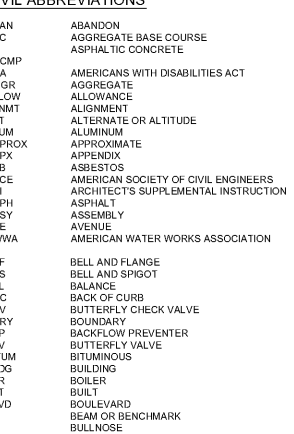 VIL ABBREVIATIONS
AN ABANDON
C AGGREGATE BASE COURSE
ASPHALTIC CONCRETE
CMP
A AMERICANS WITH DISABILITIES ACT
GR AGGREGATE
LOW ALLOWANCE
NMT ALIGNMENT
T ALTERNATE OR ALTITUDE
UM ALUMINUM
PROX APPROXIMATE
PX APPENDIX
B ASBESTOS
CE AMERICAN SOCIETY OF CIVIL ENGINEERS
I ARCHITECT'S SUPPLEMENTAL INSTRUCTION
PH ASPHALT
SY ASSEMBLY
E AVENUE
WWA AMERICAN WATER WORKS ASSOCIATION
F BELL AND FLANGE
S BELL AND SPIGOT
L BALANCE
C BACK OF CURB
V BUTTERFLY CHECK VALVE
RY BOUNDARY
P BACKFLOW PREVENTER
V BUTTERFLY VALVE
TUM BITUMINOUS
DG BUILDING
R BOILER
T BUILT
VD BOULEVARD
BEAM OR BENCHMARK
BULLNOSE